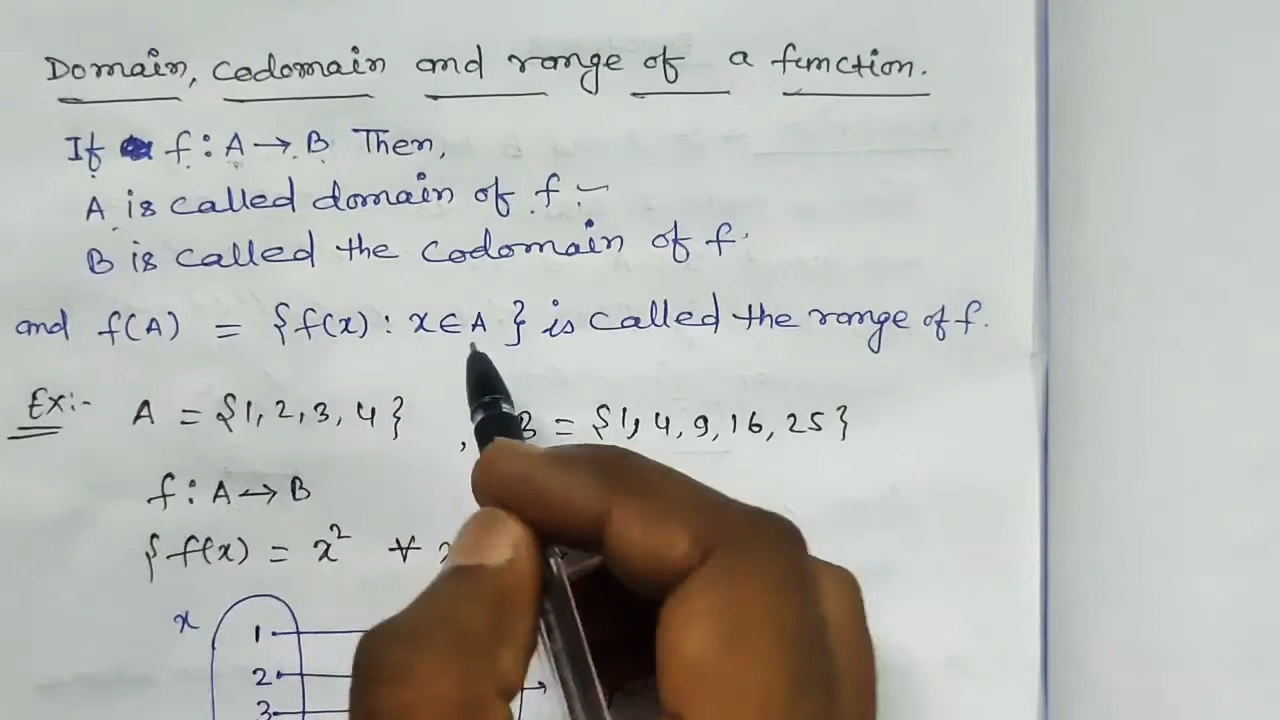 Domain, codomain and range of a function.
If f : A → B Then,
A is called domain of f.
B is called the codomain of f.
and f(A) = {f(x) : x ∈ A } is called the range of f.
Ex:- A = {1, 2, 3, 4} , B = {1, 4, 9, 16, 25}
f : A → B
{ f(x) = x² ∀
x
1
2
3